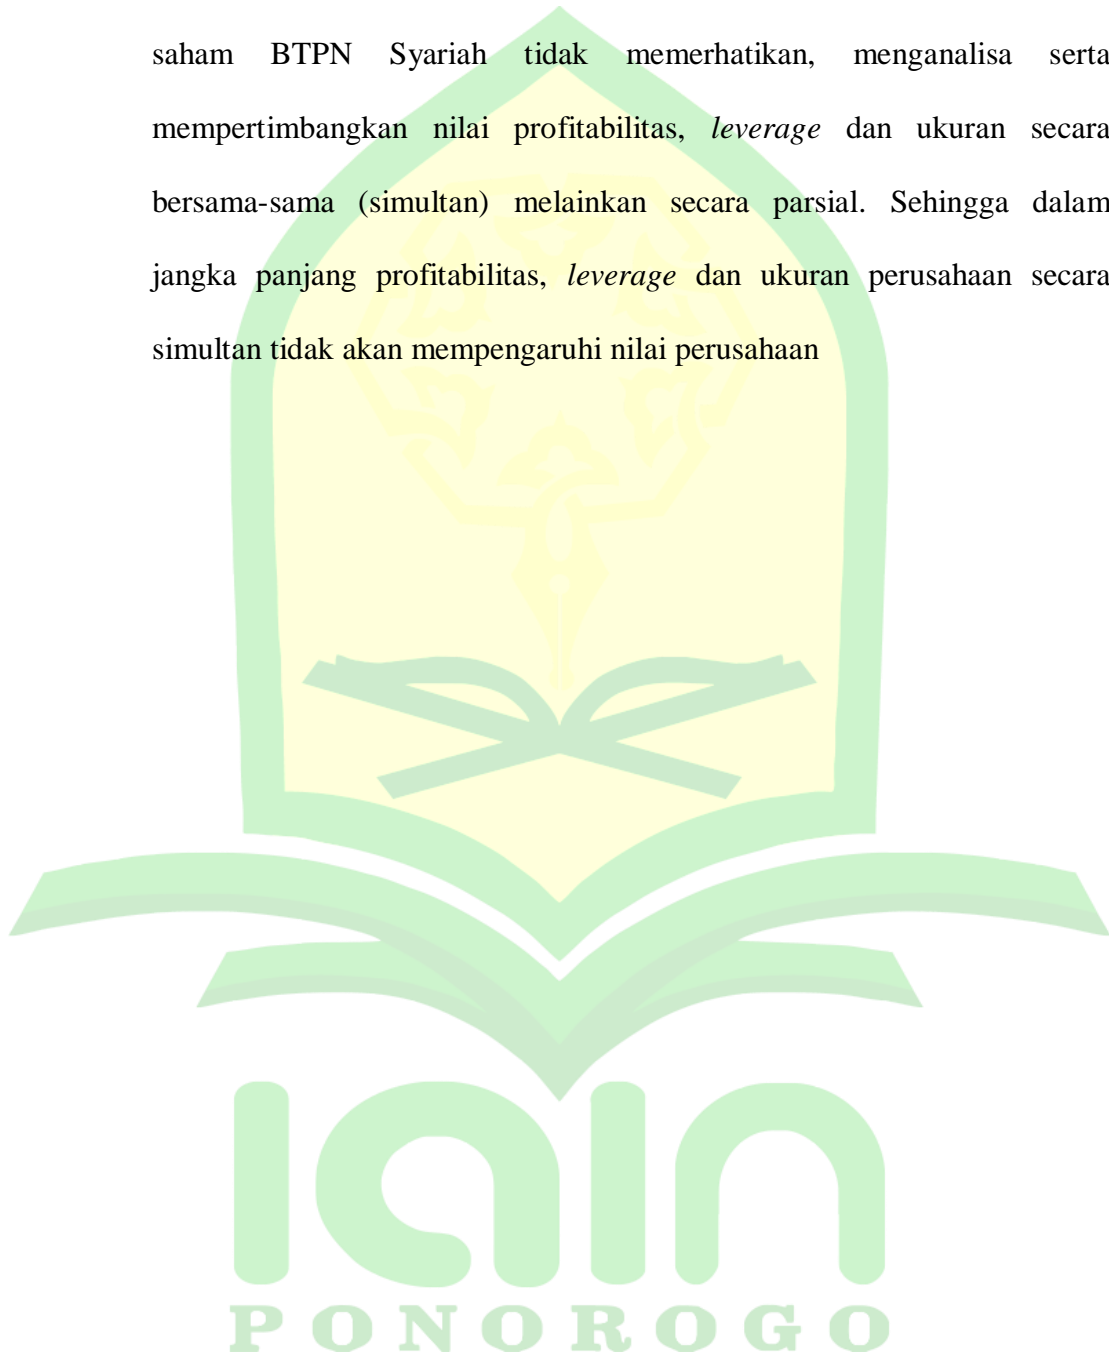 saham BTPN Syariah tidak memerhatikan, menganalisa serta
mempertimbangkan nilai profitabilitas, leverage dan ukuran secara
bersama-sama (simultan) melainkan secara parsial. Sehingga dalam
jangka panjang profitabilitas, leverage dan ukuran perusahaan secara
simultan tidak akan mempengaruhi nilai perusahaan
iain
PONOROGO